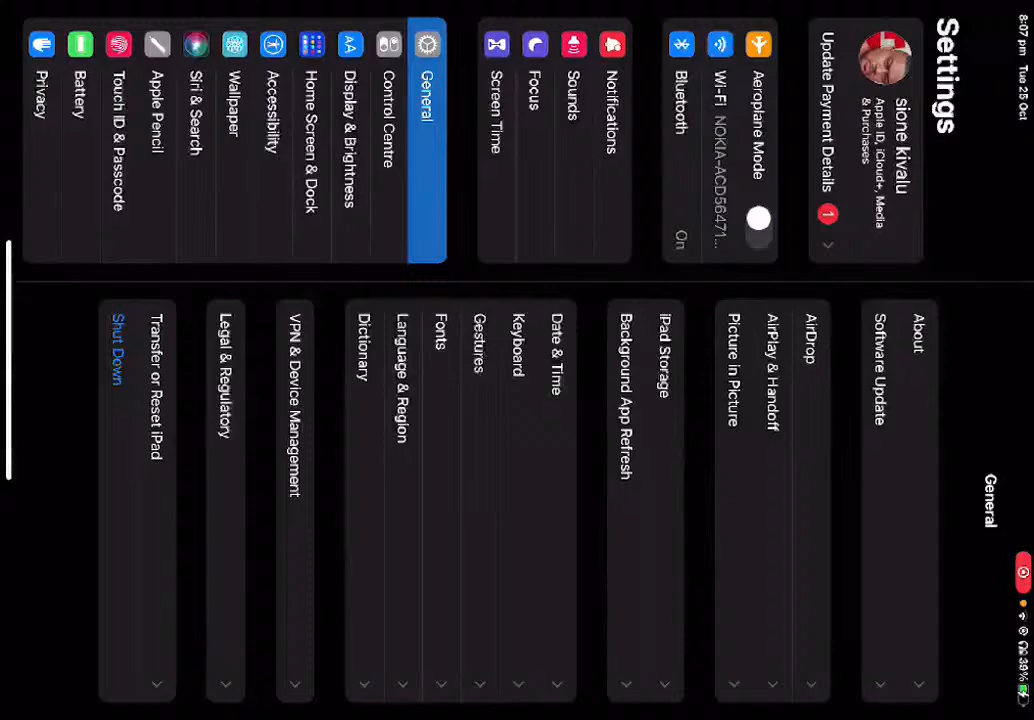 8:07 pm Tue 25 Oct
39%
Settings
sione kivalu
Apple ID, iCloud+, Media
& Purchases
Update Payment Details
1
Aeroplane Mode
Wi-Fi NOKIA-ACD56471...
Bluetooth On
Notifications
Sounds
Focus
Screen Time
General
Control Centre
AA
Display & Brightness
Home Screen & Dock
Accessibility
Wallpaper
Siri & Search
Apple Pencil
Touch ID & Passcode
Battery
Privacy
General
About
Software Update
AirDrop
AirPlay & Handoff
Picture in Picture
iPad Storage
Background App Refresh
Date & Time
Keyboard
Gestures
Fonts
Language & Region
Dictionary
VPN & Device Management
Legal & Regulatory
Transfer or Reset iPad
Shut Down